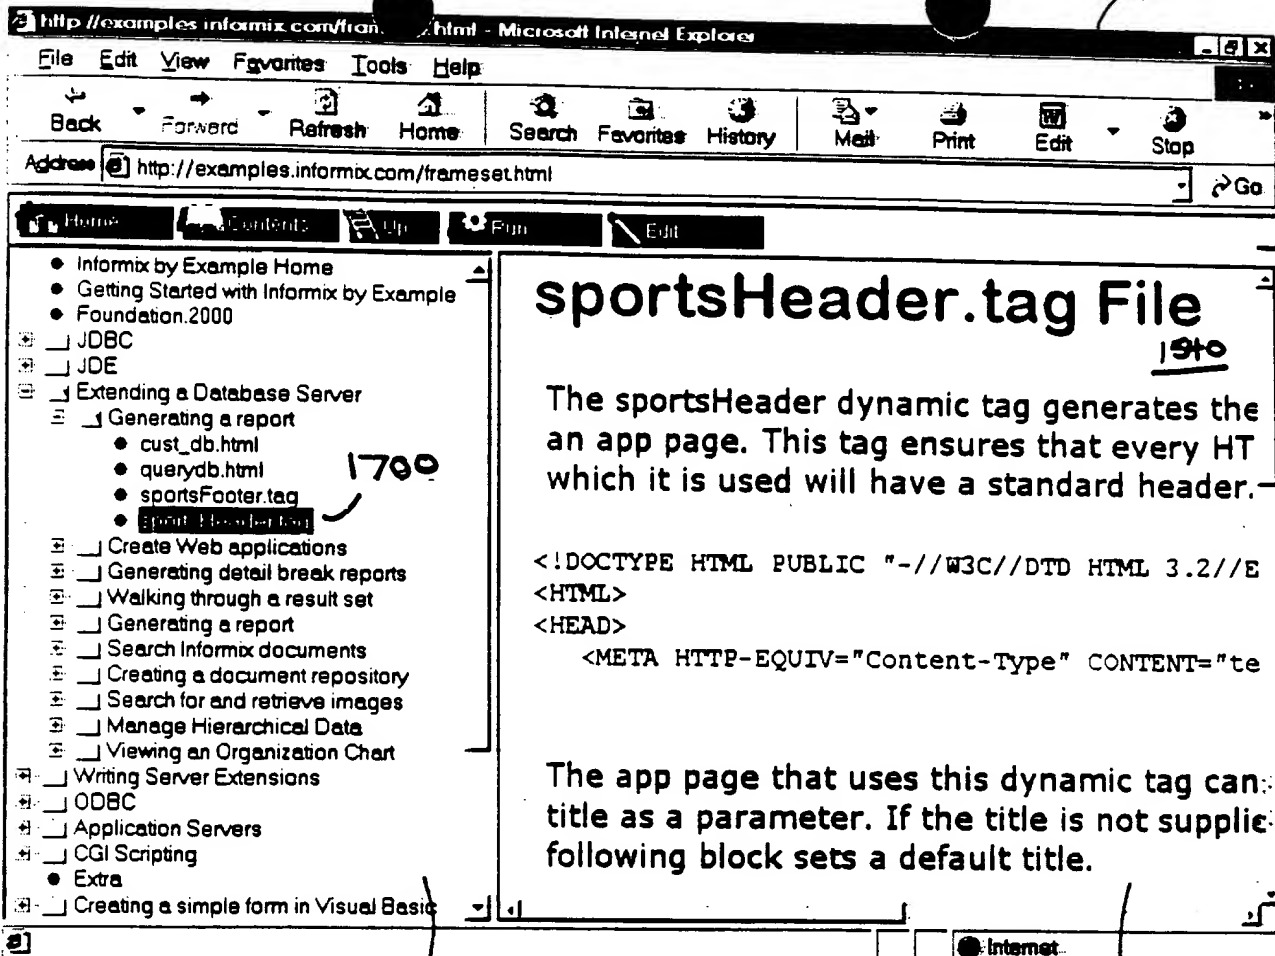 http //examples informix com/fram html - Microsoft Internet Explorer
File Edit View Favorites Tools Help
Back Forward Refresh Home Search Favorites History Mail Print Edit Stop
Address http://examples.informix.com/frameset.html Go
Home Contents Up Run Edit
Informix by Example Home
Getting Started with Informix by Example
Foundation.2000
JDBC
JDE
Extending a Database Server
Generating a report
cust_db.html
querydb.html
sportsFooter.tag
sportsHeader.tag
1700
Create Web applications
Generating detail break reports
Walking through a result set
Generating a report
Search Informix documents
Creating a document repository
Search for and retrieve images
Manage Hierarchical Data
Viewing an Organization Chart
Writing Server Extensions
ODBC
Application Servers
CGI Scripting
Extra
Creating a simple form in Visual Basic
sportsHeader.tag File
The sportsHeader dynamic tag generates the
an app page. This tag ensures that every HT
which it is used will have a standard header.
<!DOCTYPE HTML PUBLIC "-//W3C//DTD HTML 3.2//E
<HTML>
<HEAD>
<META HTTP-EQUIV="Content-Type" CONTENT="te
The app page that uses this dynamic tag can
title as a parameter. If the title is not supplie
following block sets a default title.
Internet